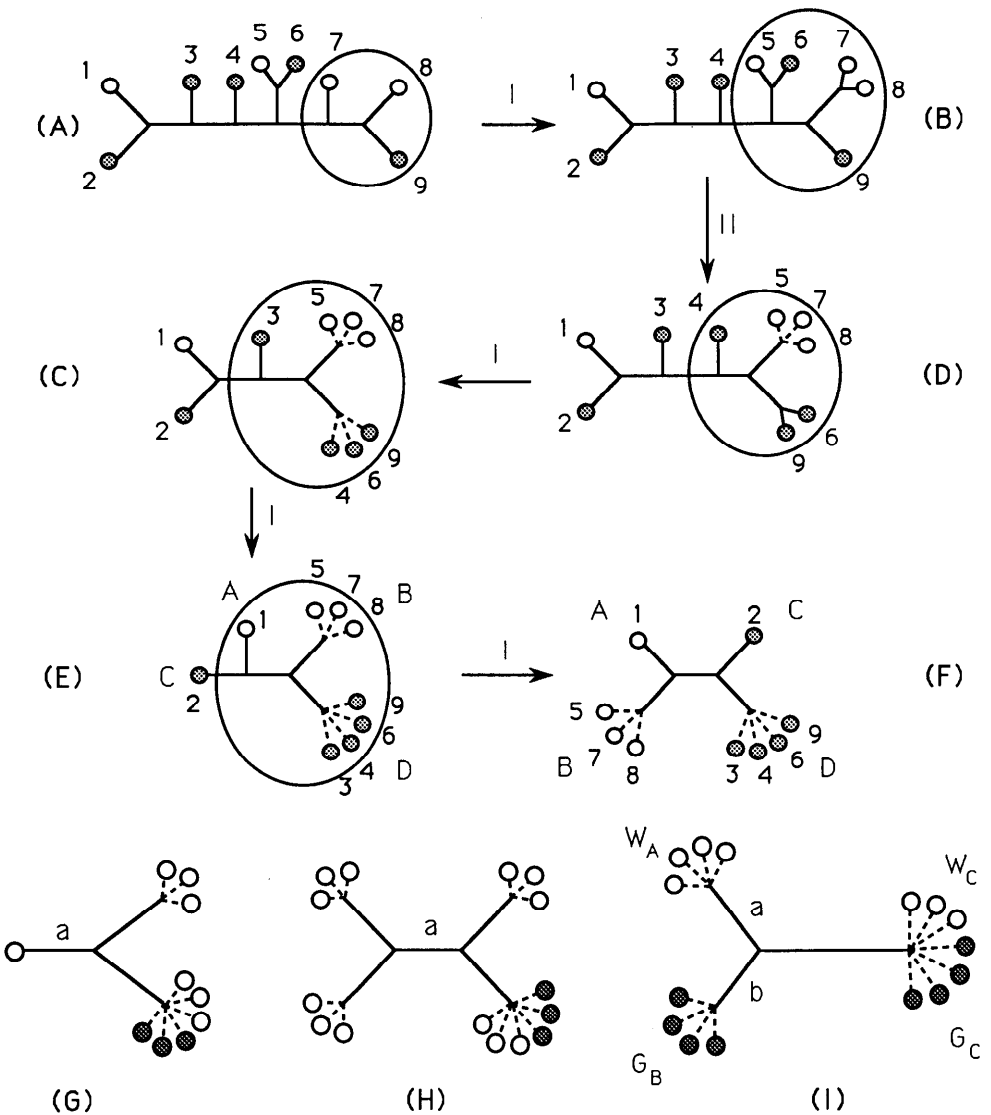 5 6 7
1 3 4 8
(A)
2 9
I
5 6 7
1 3 4 8
(B)
2 9
II
5 7
1 3 8
(C)
2 9
6
4
I
5
3 4 7
1 8
(D)
2 6
9
I
5
A 7
1 8 B
(E) C
2 9
6
4 D
3
I
A 1 2 C
(F)
5 9
7 6
B 8 3 4 D
a
(G)
a
(H)
W_A W_C
a
b
G_B G_C
(I)